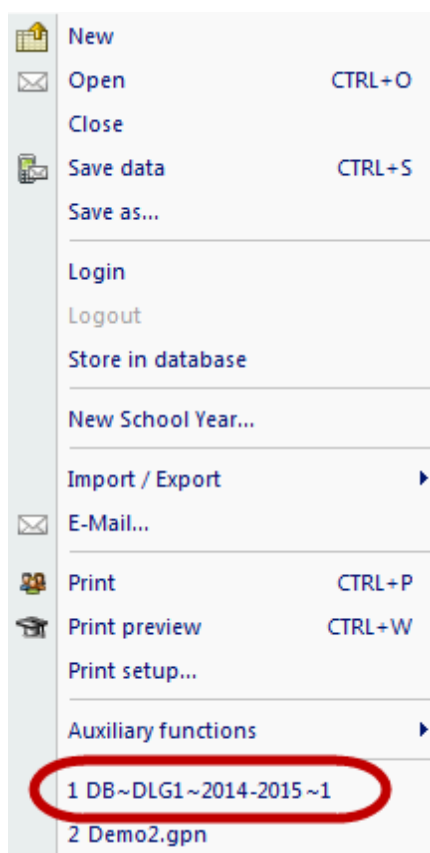 New
Open CTRL+O
Close
Save data CTRL+S
Save as...
Login
Logout
Store in database
New School Year...
Import / Export
E-Mail...
Print CTRL+P
Print preview CTRL+W
Print setup...
Auxiliary functions
1 DB~DLG1~2014-2015~1
2 Demo2.gpn